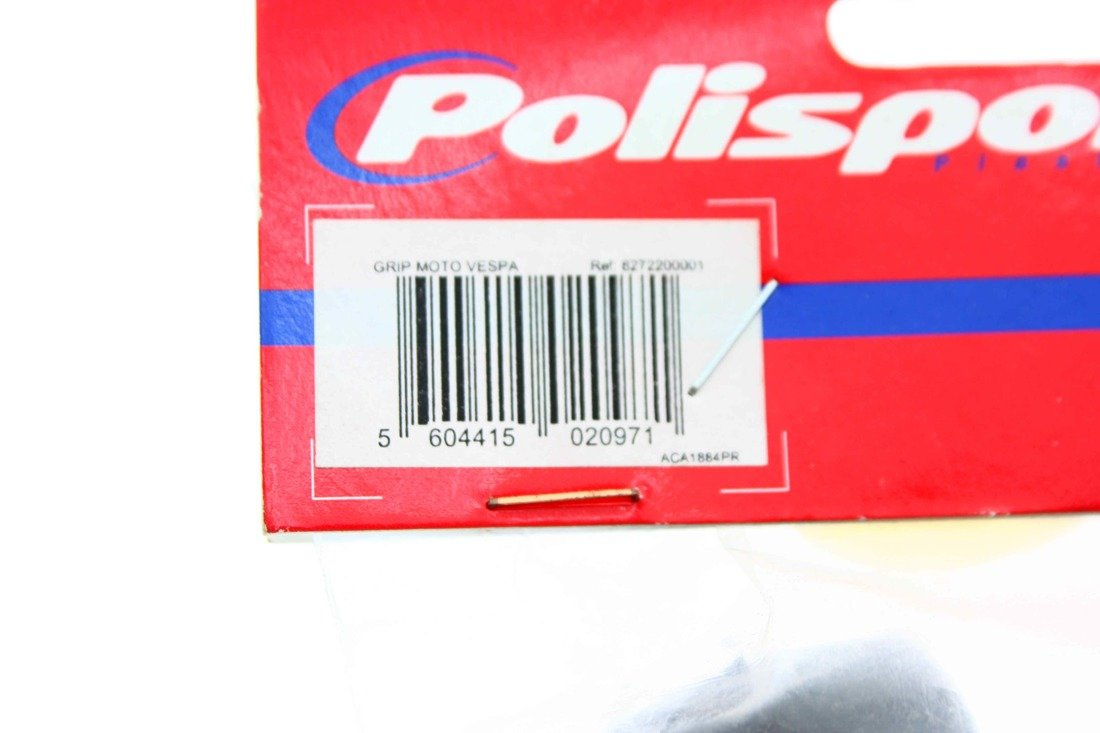 Polispo
GRIP MOTO VESPA Ref: 8272200001
5 604415 020971
ACA1884PR